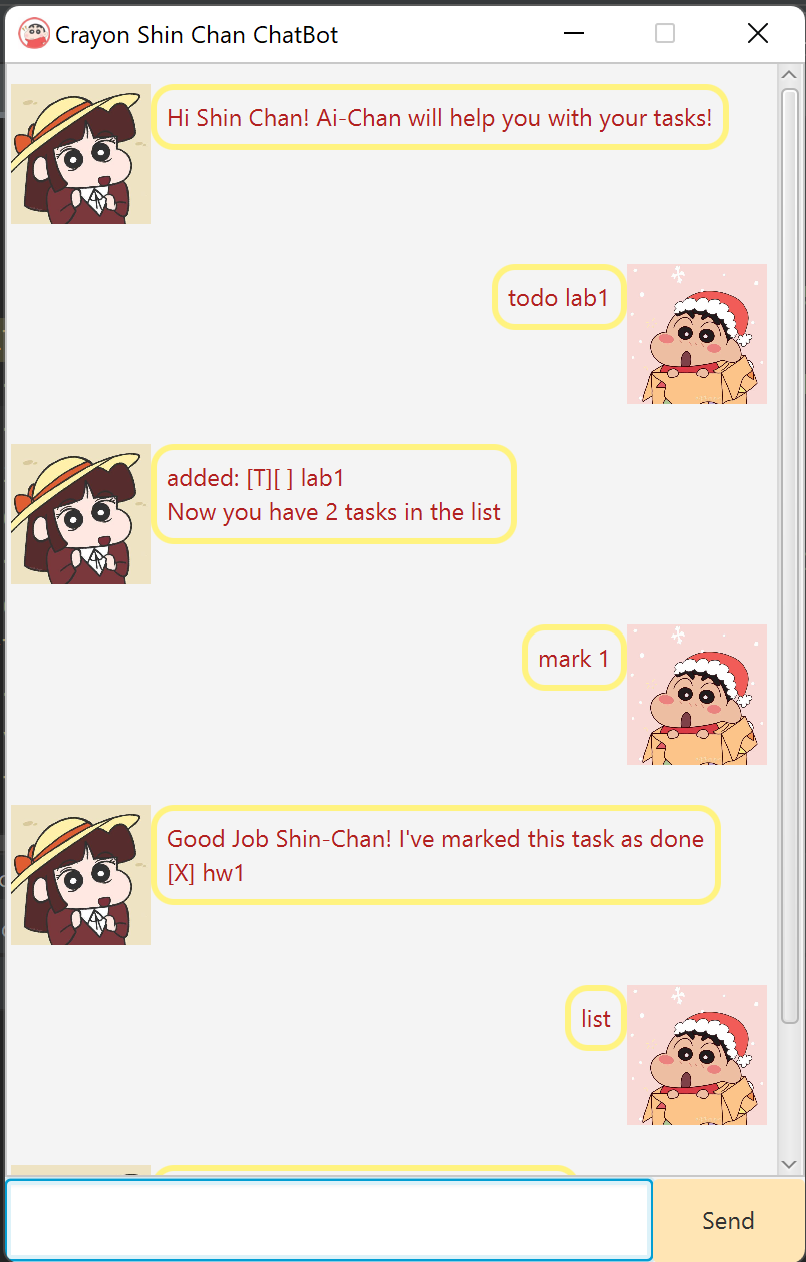 Crayon Shin Chan ChatBot
Hi Shin Chan! Ai-Chan will help you with your tasks!
todo lab1
added: [T][ ] lab1
Now you have 2 tasks in the list
mark 1
Good Job Shin-Chan! I've marked this task as done
[X] hw1
list
Send